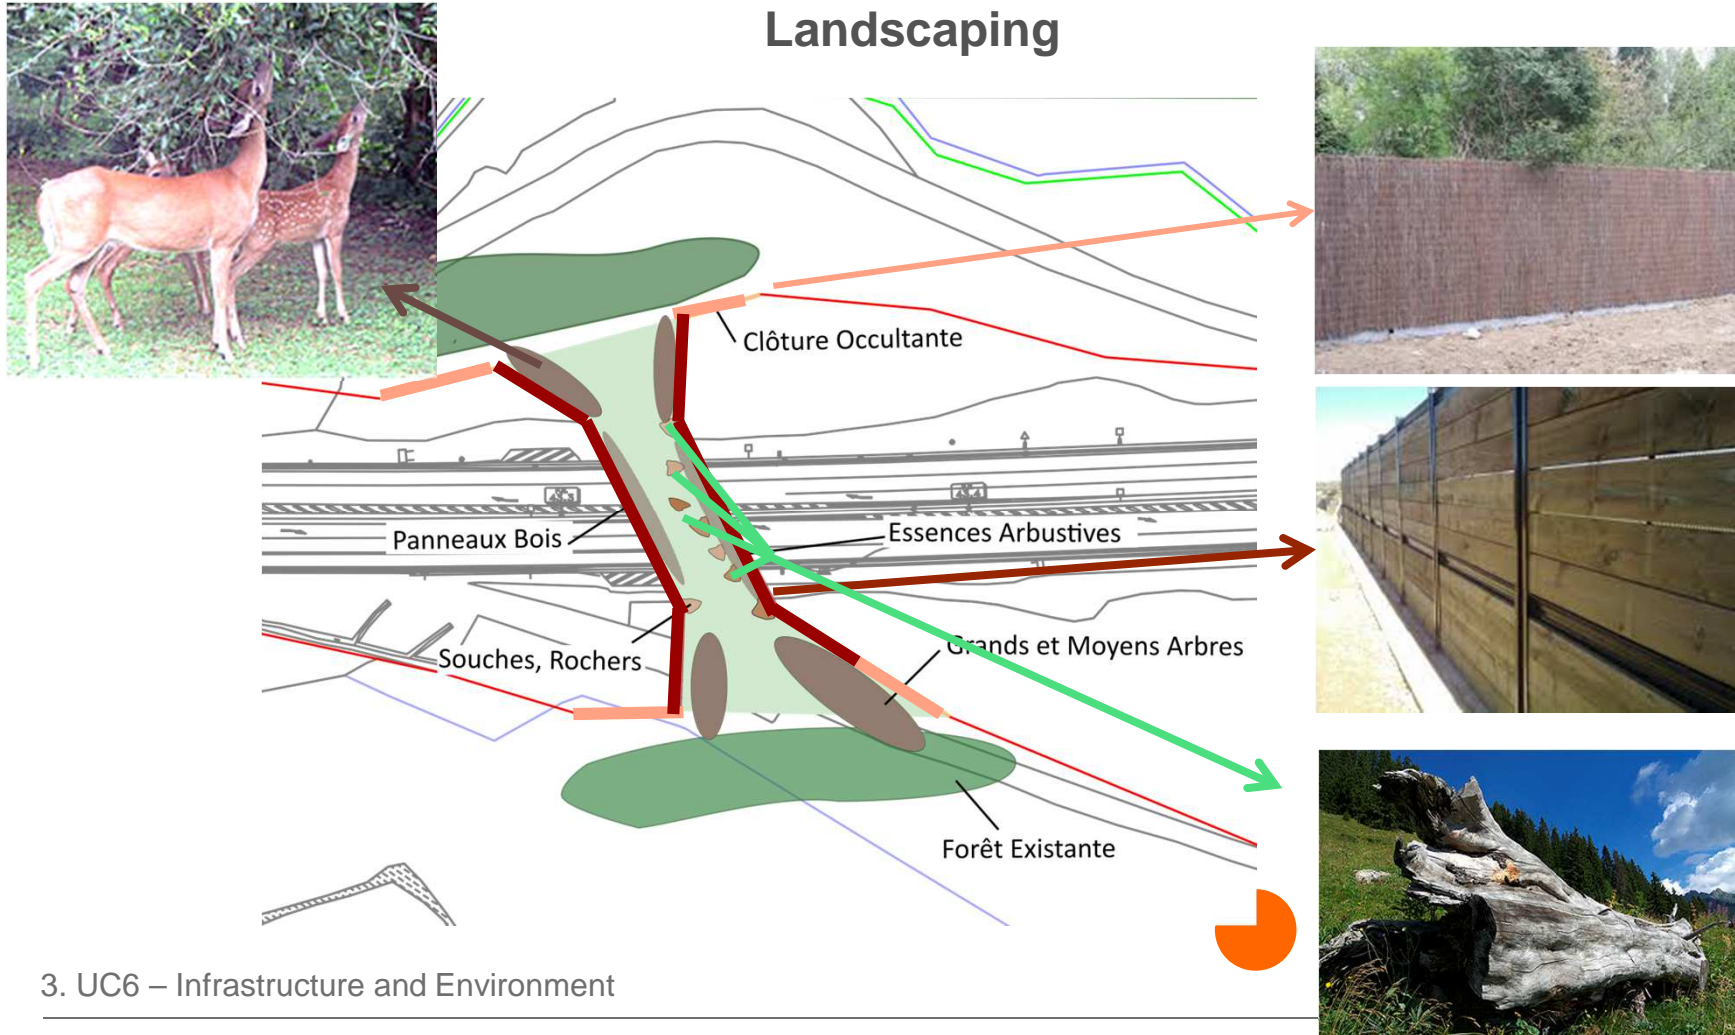 Landscaping
Clôture Occultante
Panneaux Bois
Essences Arbustives
Souches, Rochers
Grands et Moyens Arbres
Forêt Existante
3. UC6 – Infrastructure and Environment